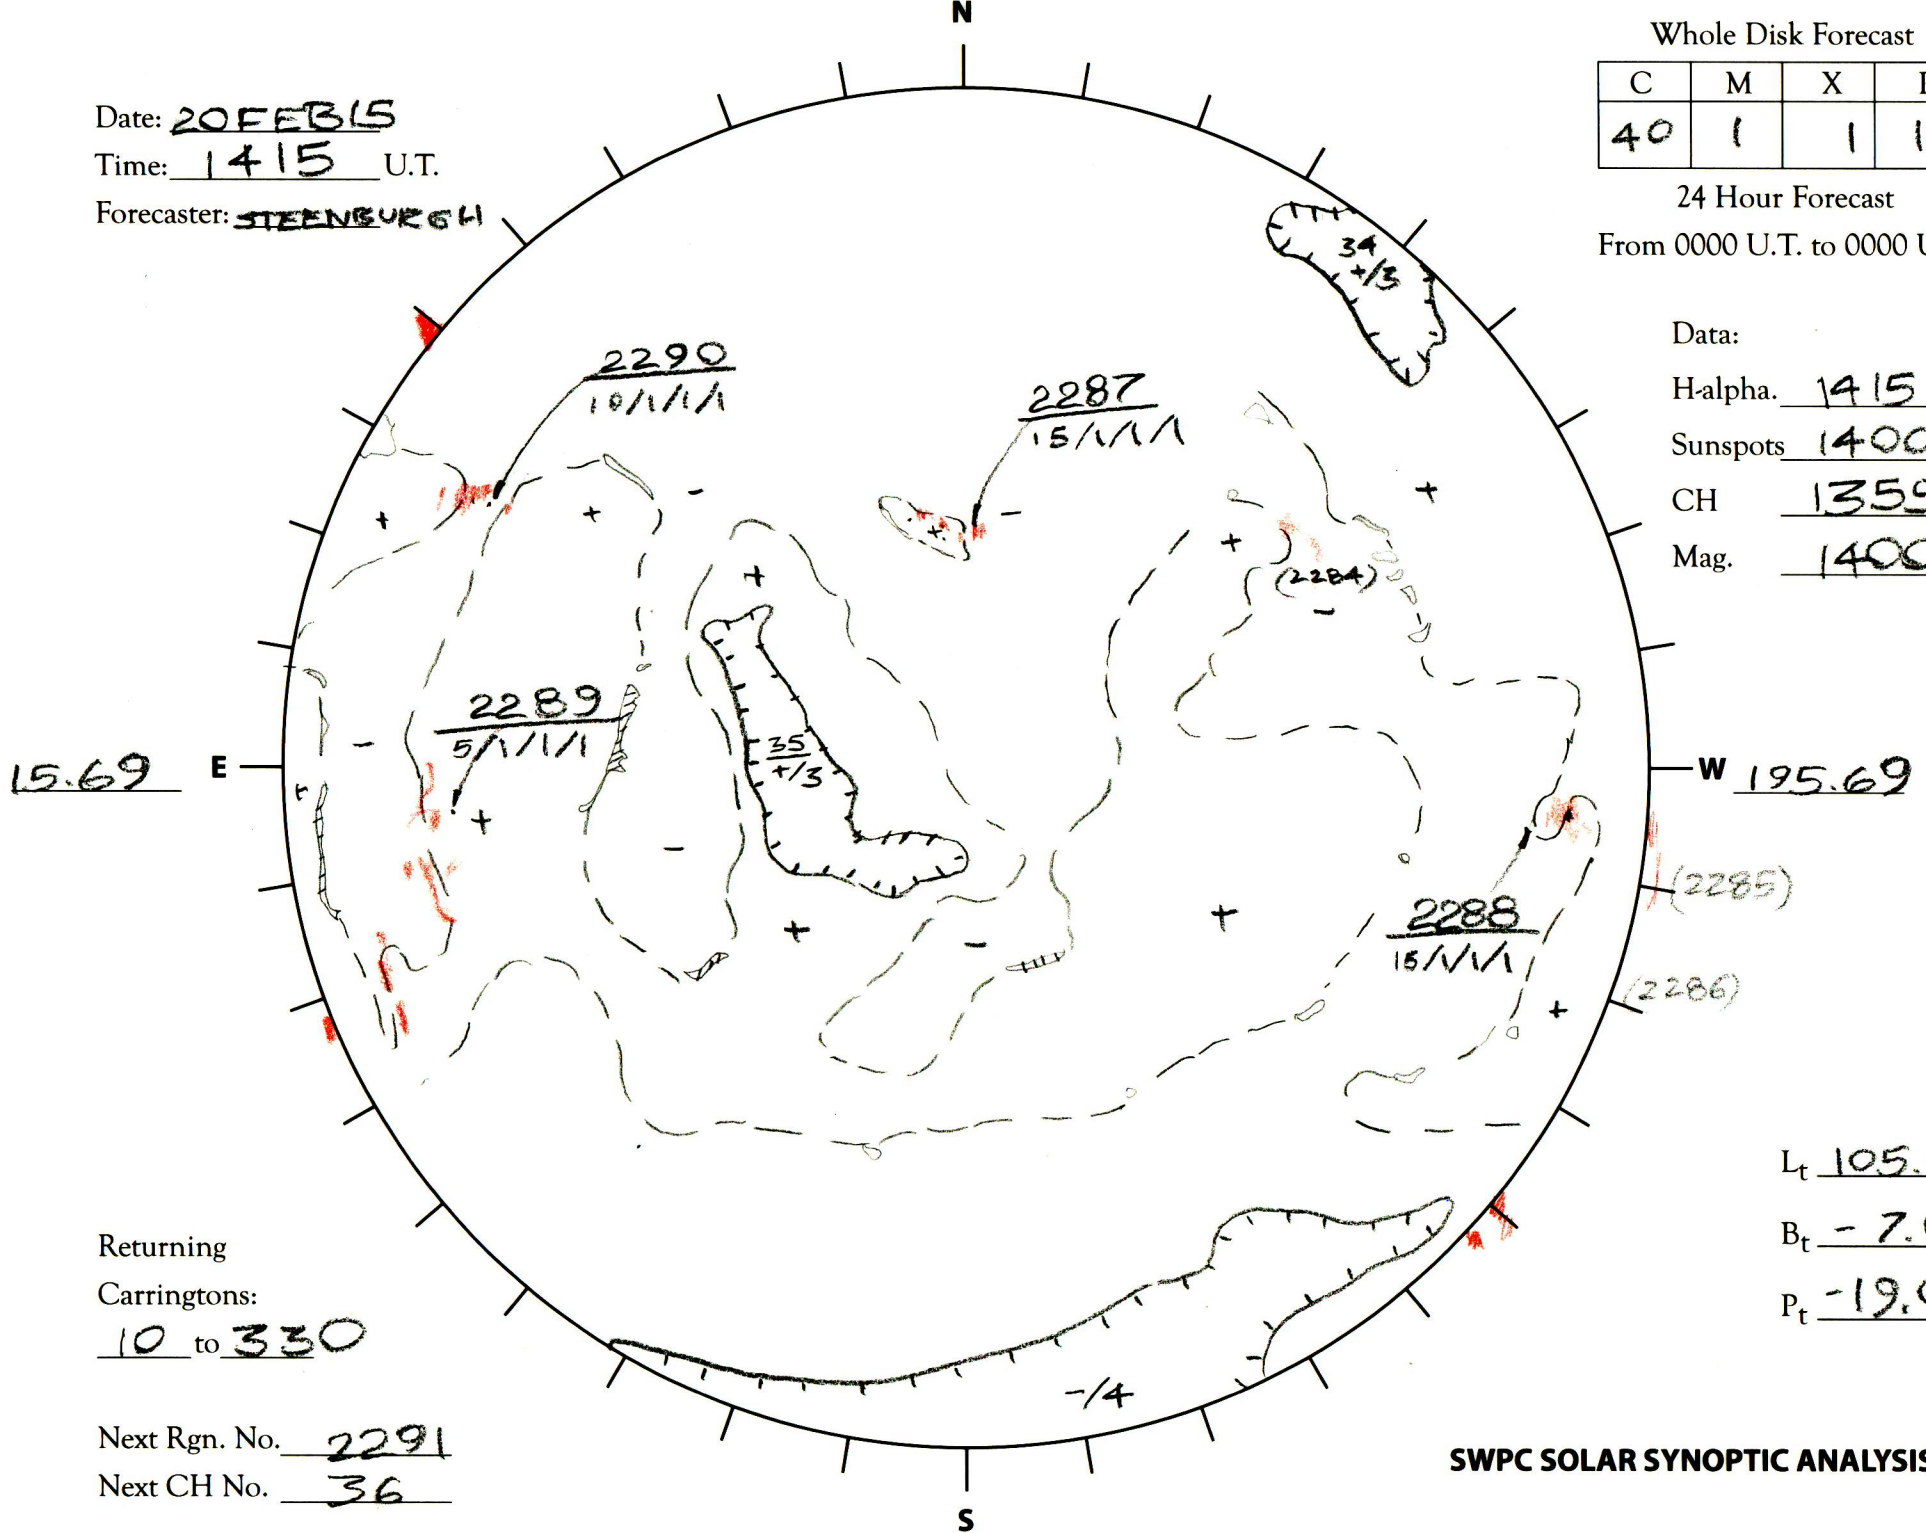 N
Whole Disk Forecast
C M X
40 1 1 1
24 Hour Forecast
From 0000 U.T. to 0000 U
Date: 20FEB15
Time: 1415 U.T.
Forecaster: STEENBURGH
34
+/3
Data:
H-alpha. 1415
Sunspots 1400
CH 1355
Mag. 1400
2290
10/1/1/1
2287
15/1/1/1
+
+
+
-
-
+
+
+
(2284)
-
2289
5/1/1/1
-
35
+/3
15.69 E
W 195.69
+
+
-
(2285)
+
+
-
2288
15/1/1/1
(2286)
+
Lt 105.
Bt - 7.
Pt -19.
Returning
Carringtons:
10 to 330
-/4
Next Rgn. No. 2291
Next CH No. 36
SWPC SOLAR SYNOPTIC ANALYSIS
S